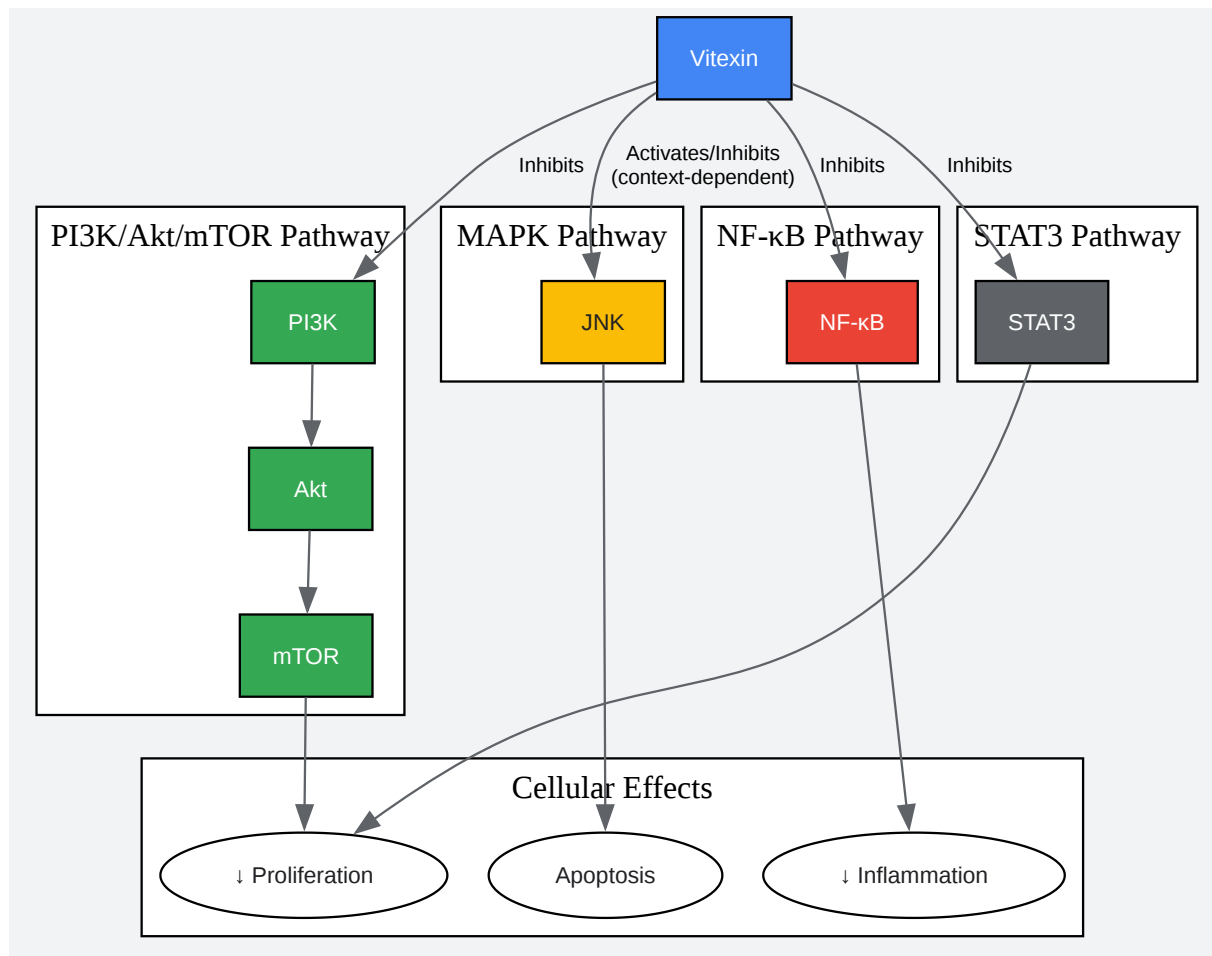 Vitexin
Inhibits
Activates/Inhibits
(context-dependent)
Inhibits
Inhibits
PI3K/Akt/mTOR Pathway
MAPK Pathway
NF-κB Pathway
STAT3 Pathway
PI3K
JNK
NF-κB
STAT3
Akt
mTOR
Cellular Effects
↓ Proliferation
Apoptosis
↓ Inflammation